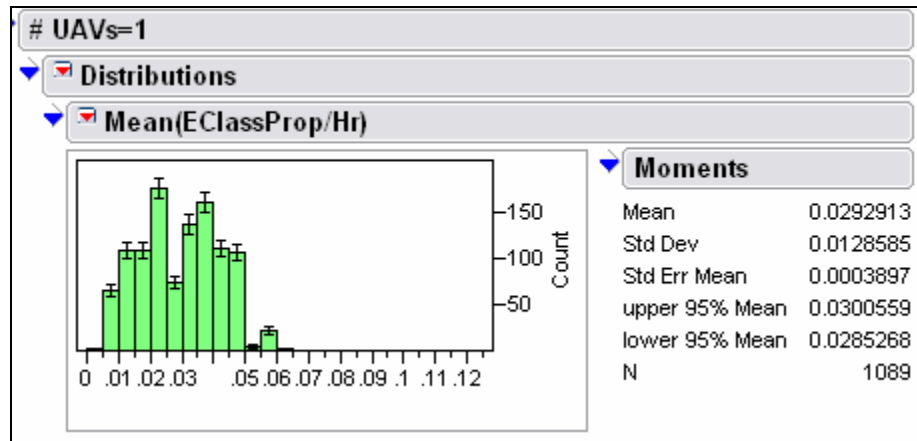 # UAVs=1
Distributions
Mean(EClassProp/Hr)
150
100
50
Count
0 .01 .02 .03 .05 .06 .07 .08 .09 .1 .11 .12
Moments
Mean 0.0292913
Std Dev 0.0128585
Std Err Mean 0.0003897
upper 95% Mean 0.0300559
lower 95% Mean 0.0285268
N 1089